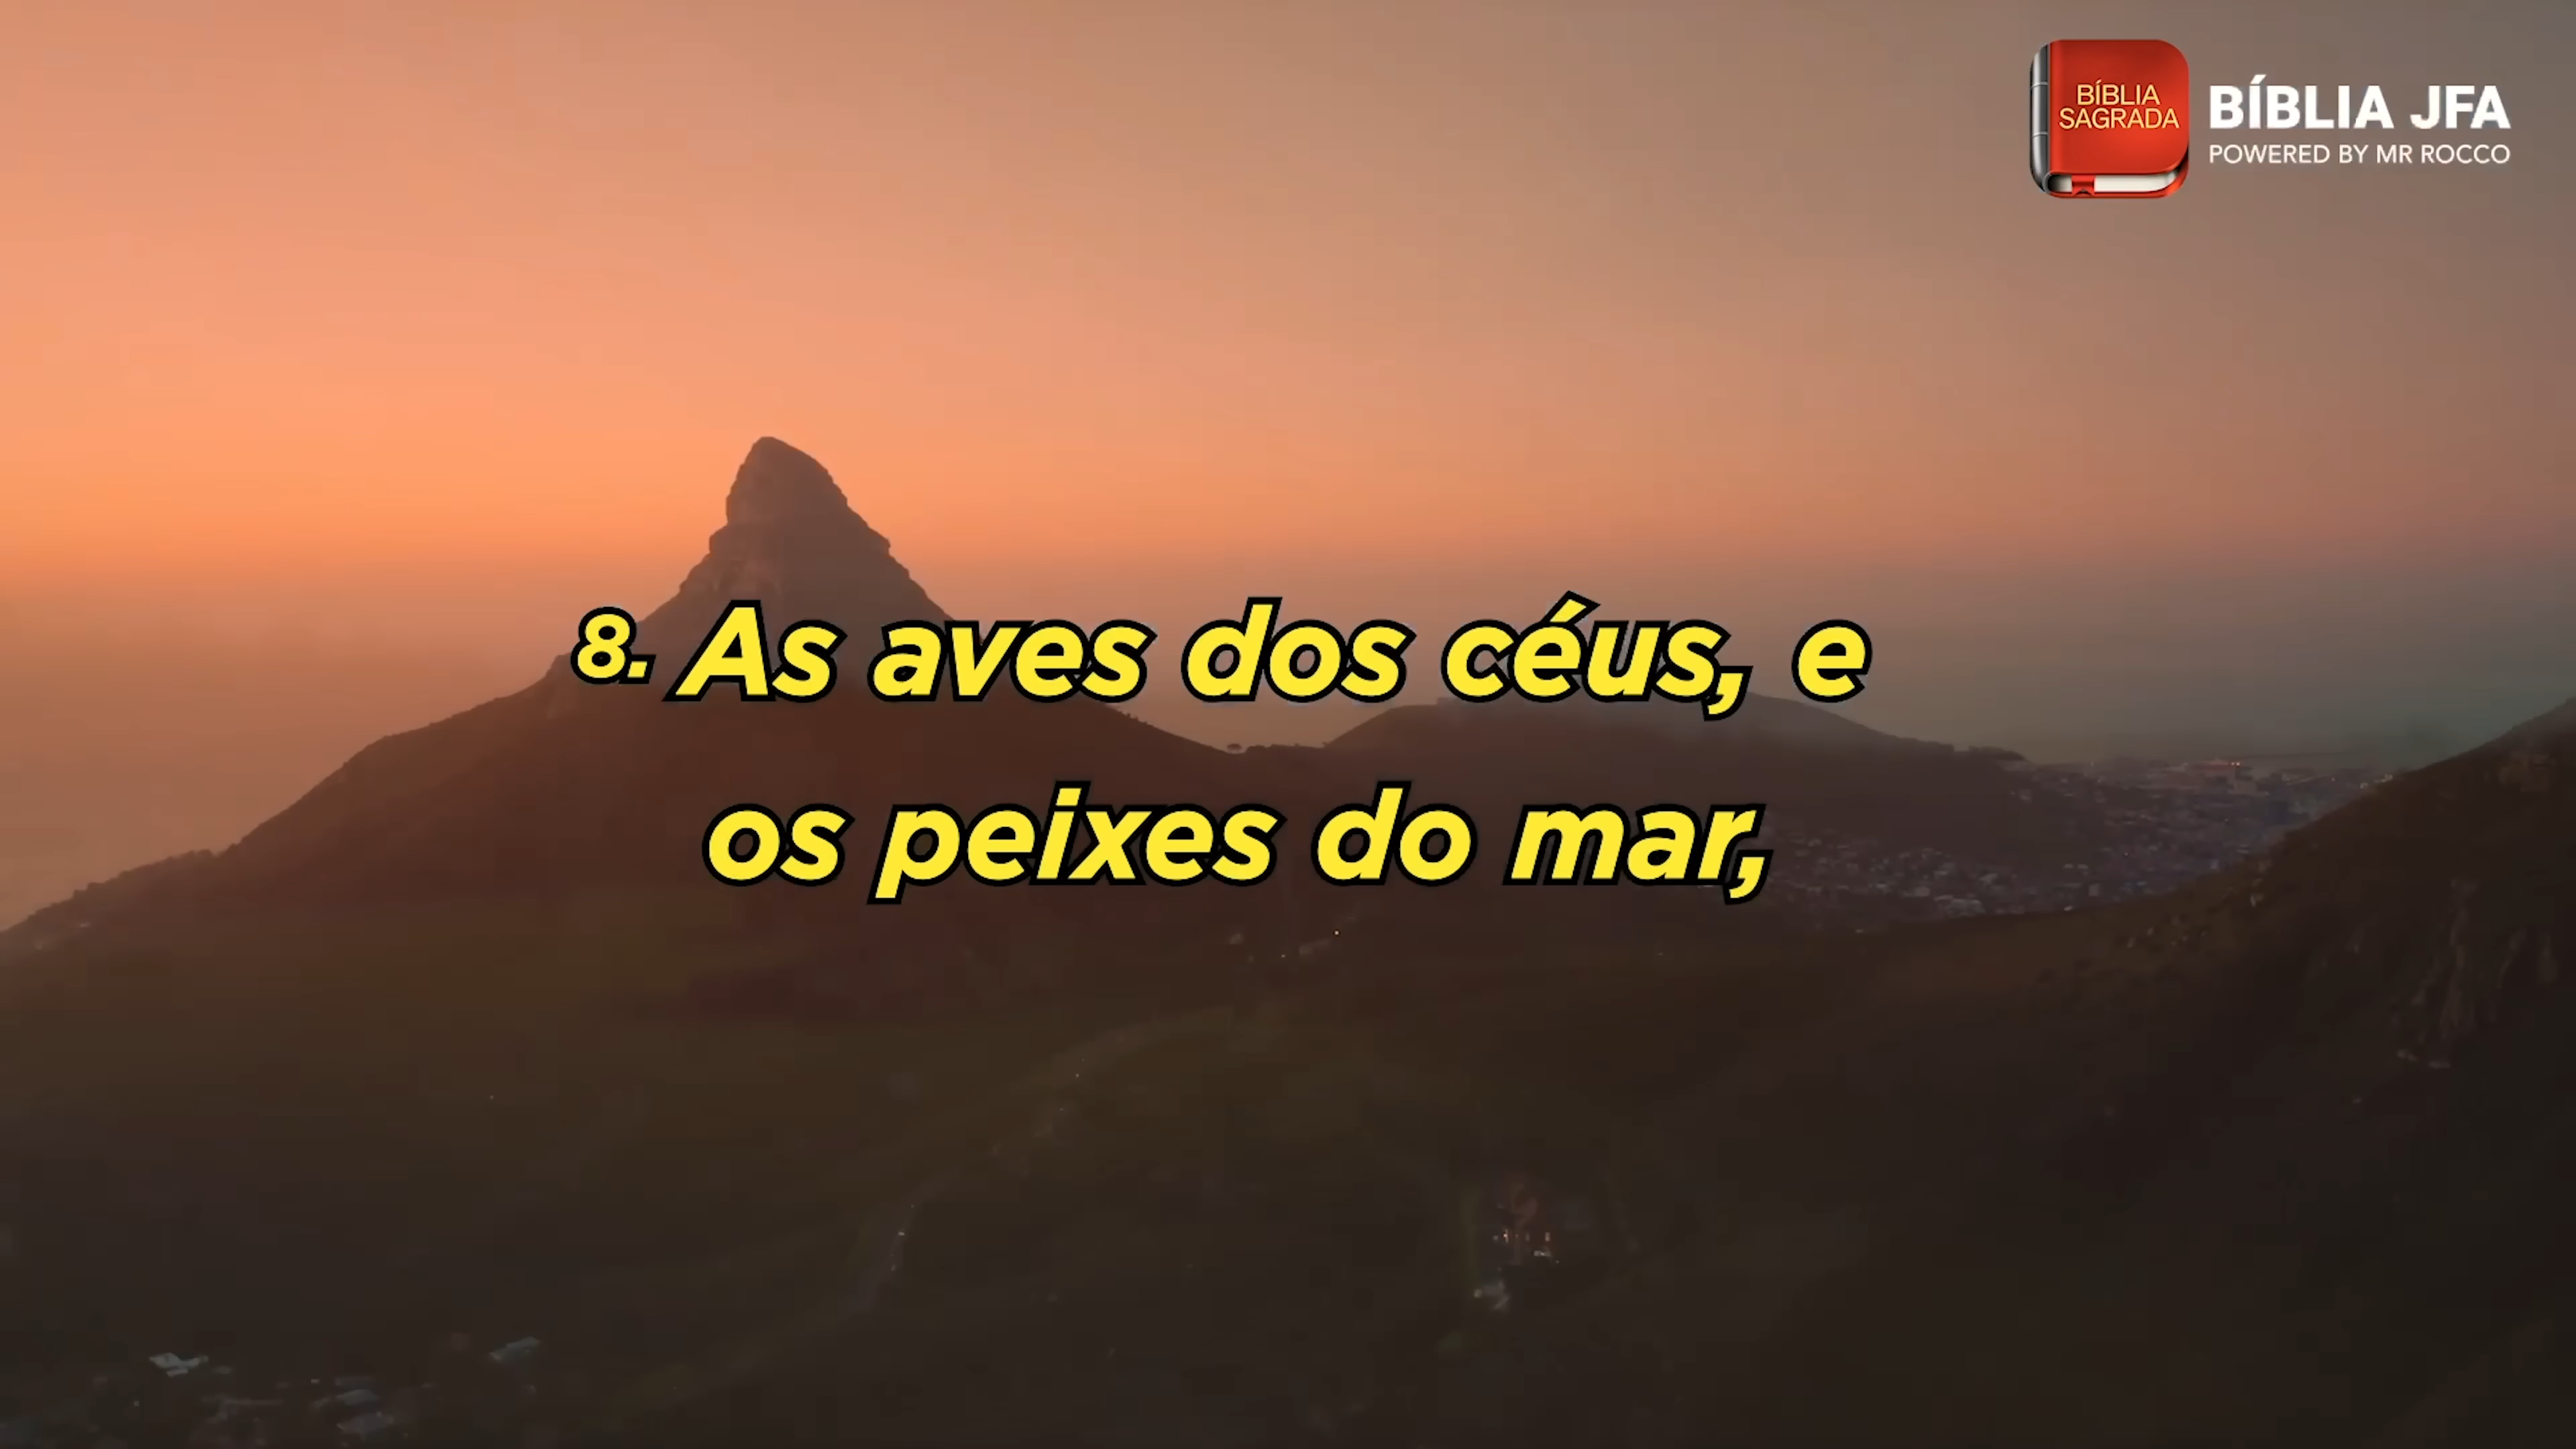 BÍBLIA
SAGRADA
BÍBLIA JFA
POWERED BY MR ROCCO
8. As aves dos céus, e
os peixes do mar,